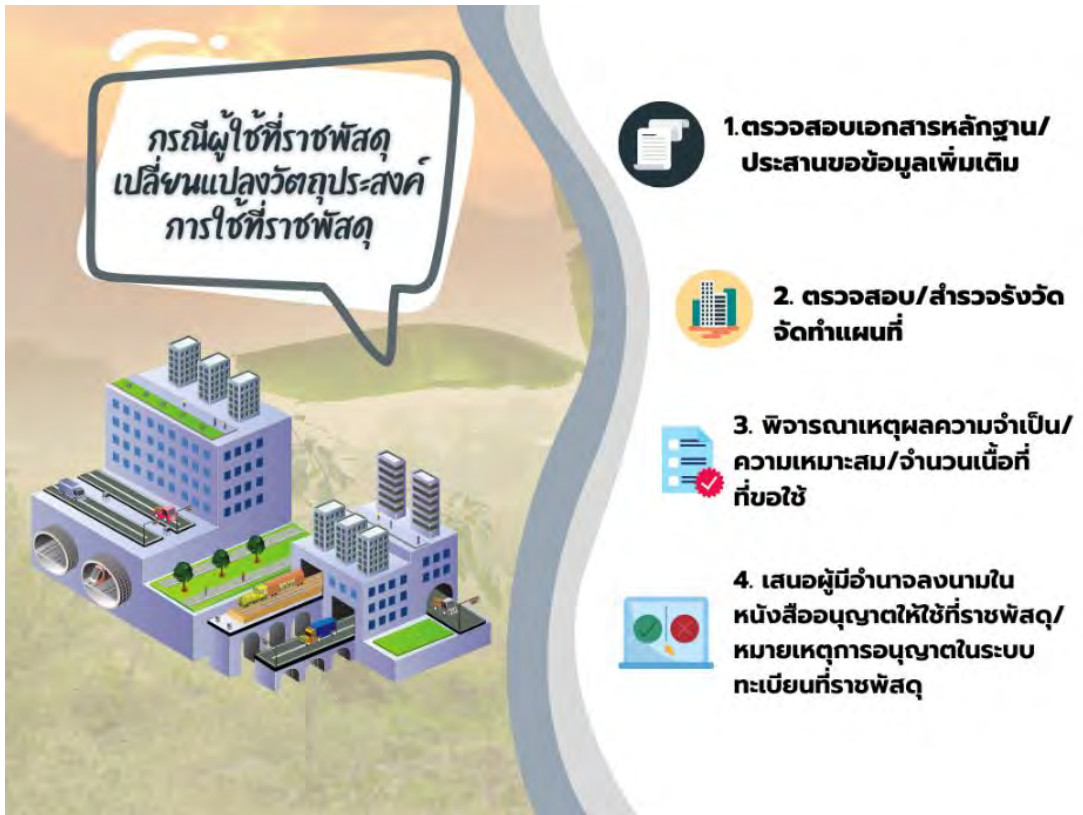 กรณีผู้ใช้ที่ราชพัสดุ
เปลี่ยนแปลงวัตถุประสงค์
การใช้ที่ราชพัสดุ
1.ตรวจสอบเอกสารหลักฐาน/
ประสานขอข้อมูลเพิ่มเติม
2. ตรวจสอบ/สำรวจรังวัด
จัดทำแผนที่
3. พิจารณาเหตุผลความจำเป็น/
ความเหมาะสม/จำนวนเนื้อที่
ที่ขอใช้
4. เสนอผู้มีอำนาจลงนามใน
หนังสืออนุญาตให้ใช้ที่ราชพัสดุ/
หมายเหตุการอนุญาตในระบบ
ทะเบียนที่ราชพัสดุ